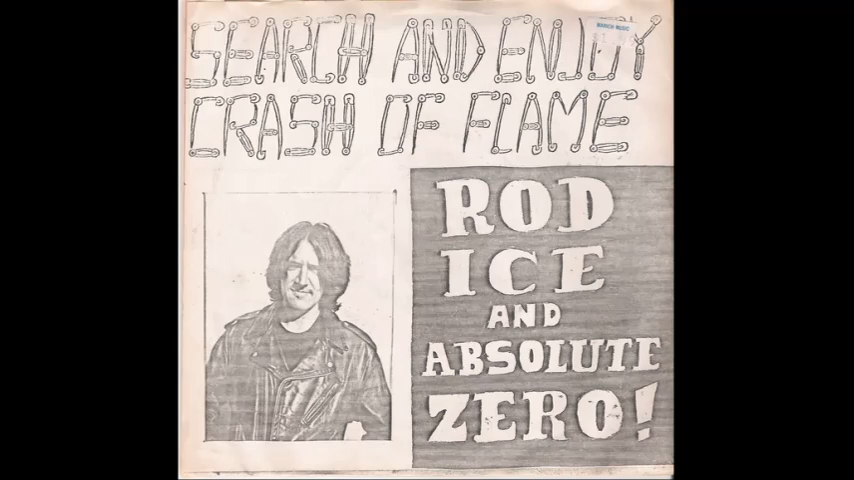 SEARCH AND ENJOY
CRASH OF FLAME
ROD
ICE
AND
ABSOLUTE
ZERO!